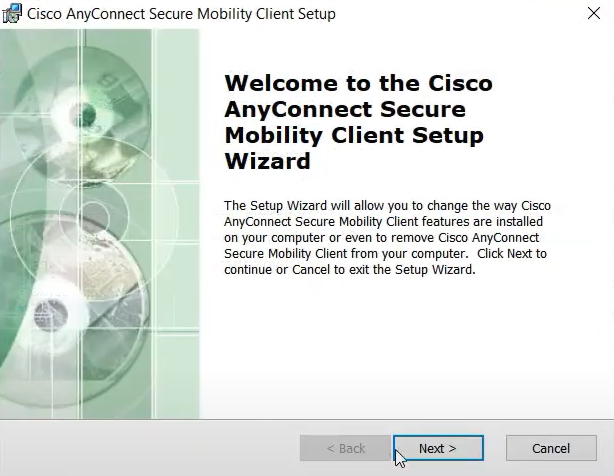 Cisco AnyConnect Secure Mobility Client Setup
Welcome to the Cisco
AnyConnect Secure
Mobility Client Setup
Wizard
The Setup Wizard will allow you to change the way Cisco
AnyConnect Secure Mobility Client features are installed
on your computer or even to remove Cisco AnyConnect
Secure Mobility Client from your computer.  Click Next to
continue or Cancel to exit the Setup Wizard.
< Back
Next >
Cancel